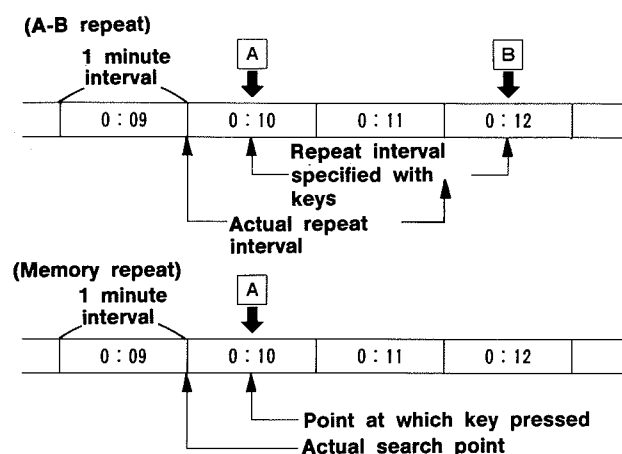 (A-B repeat)
1 minute
interval
A
B
0:09
0:10
0:11
0:12
Repeat interval
specified with
keys
Actual repeat
interval
(Memory repeat)
1 minute
interval
A
0:09
0:10
0:11
0:12
Point at which key pressed
Actual search point